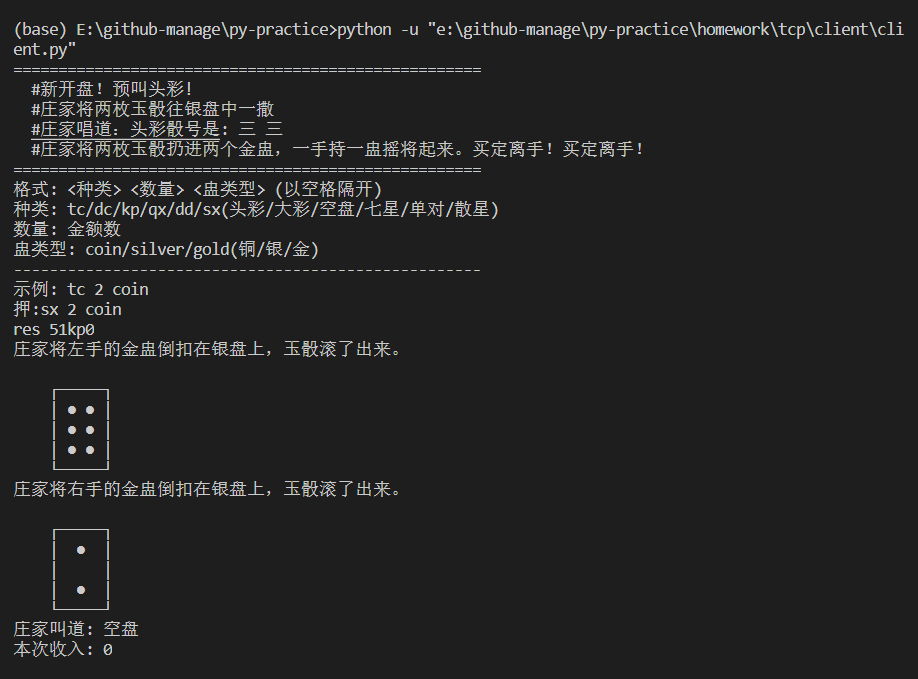 (base) E:\github-manage\py-practice>python -u "e:\github-manage\py-practice\homework\tcp\client\cli
ent.py"
====================================================
#新开盘！预叫头彩！
#庄家将两枚玉骰往银盘中一撒
#庄家唱道：头彩骰号是: 三 三
#庄家将两枚玉骰扔进两个金盅，一手持一盅摇将起来。买定离手！买定离手！
====================================================
格式: <种类> <数量> <盅类型> (以空格隔开)
种类: tc/dc/kp/qx/dd/sx(头彩/大彩/空盘/七星/单对/散星)
数量: 金额数
盅类型: coin/silver/gold(铜/银/金)
----------------------------------------------------
示例: tc 2 coin
押:sx 2 coin
res 51kp0
庄家将左手的金盅倒扣在银盘上，玉骰滚了出来。
庄家将右手的金盅倒扣在银盘上，玉骰滚了出来。
庄家叫道: 空盘
本次收入: 0